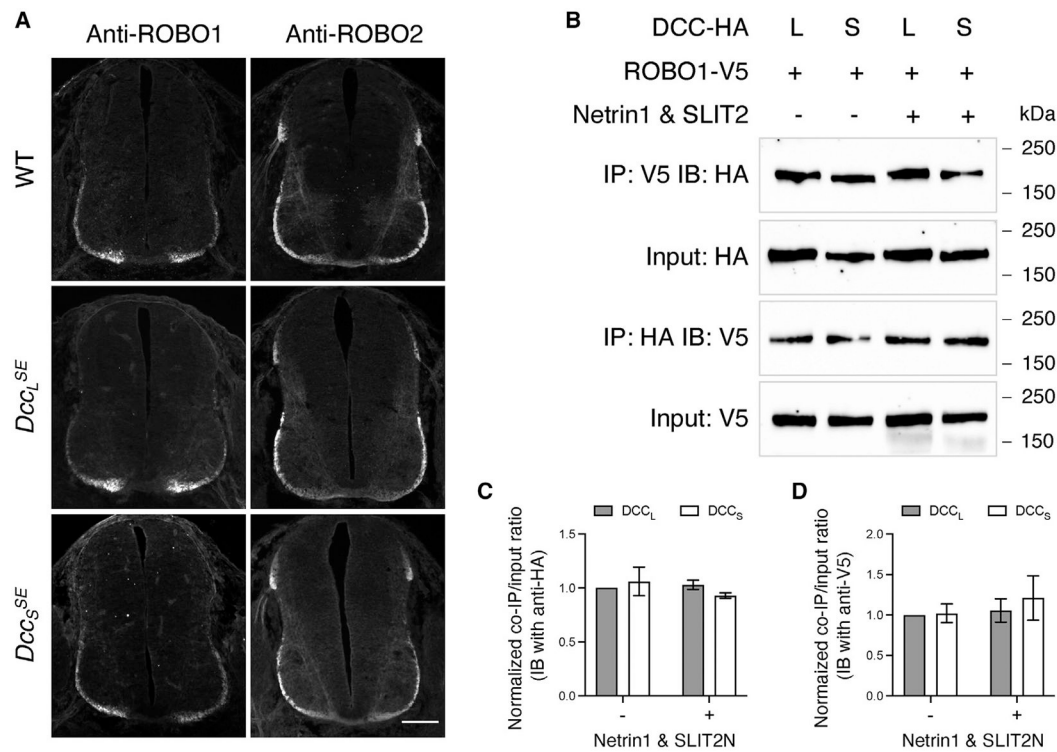 A
Anti-ROBO1 Anti-ROBO2
WT
Dcc_L^SE
Dcc_S^SE
B
DCC-HA L S L S
ROBO1-V5 + + + +
Netrin1 & SLIT2 - - + +
kDa
IP: V5 IB: HA
250
150
Input: HA
250
150
IP: HA IB: V5
250
150
Input: V5
250
150
C
DCC_L DCC_S
Normalized co-IP/input ratio
(IB with anti-HA)
1.5
1.0
0.5
0.0
- +
Netrin1 & SLIT2N
D
DCC_L DCC_S
Normalized co-IP/input ratio
(IB with anti-V5)
2.0
1.5
1.0
0.5
0.0
- +
Netrin1 & SLIT2N